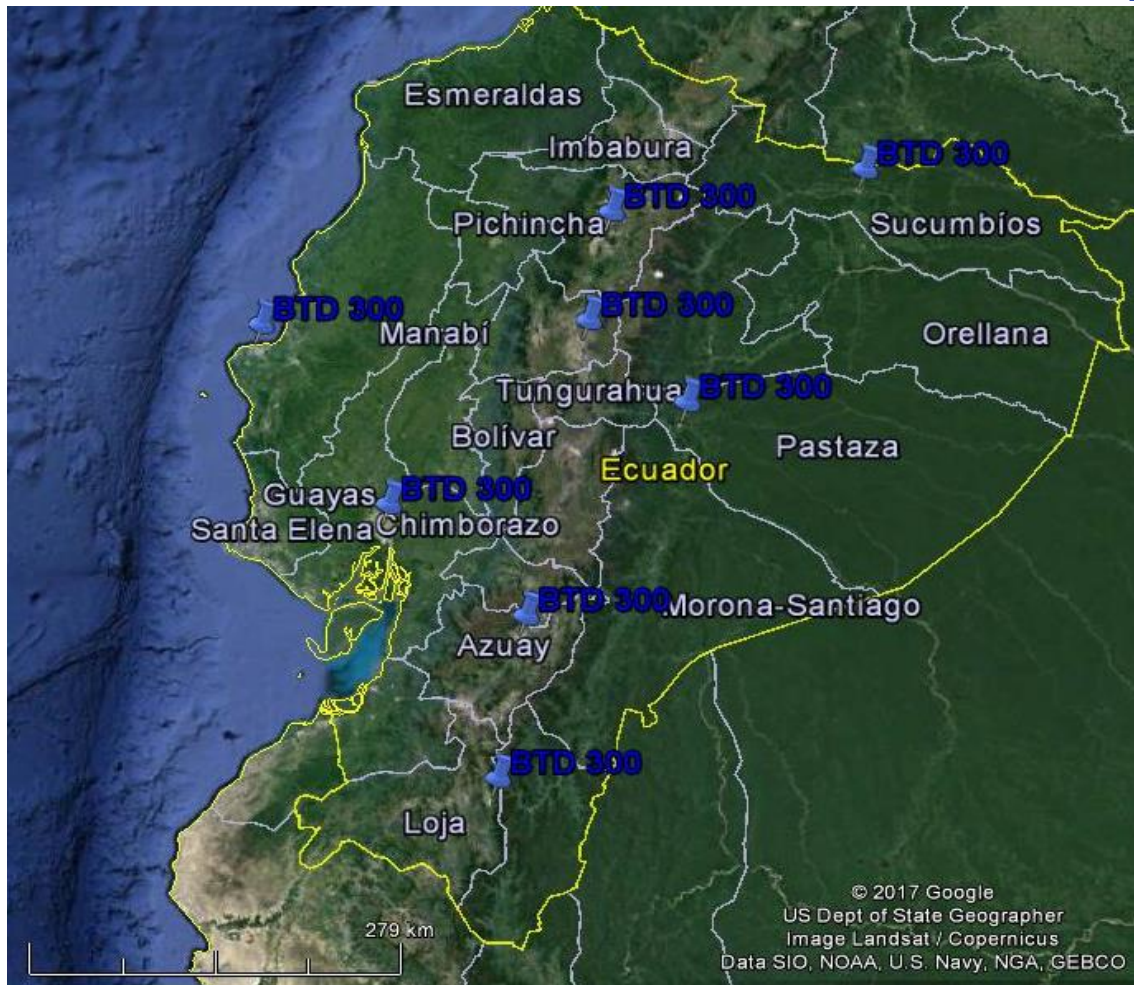 Esmeraldas
Imbabura
BTD 300
BTD 300
Pichincha
Sucumbíos
BTD 300
BTD 300
Manabí
Orellana
Tungurahua
BTD 300
Bolívar
Pastaza
Ecuador
Guayas
BTD 300
Santa Elena
Chimborazo
BTD 300
Morona-Santiago
Azuay
BTD 300
Loja
© 2017 Google
US Dept of State Geographer
279 km
Image Landsat / Copernicus
Data SIO, NOAA, U.S. Navy, NGA, GEBCO